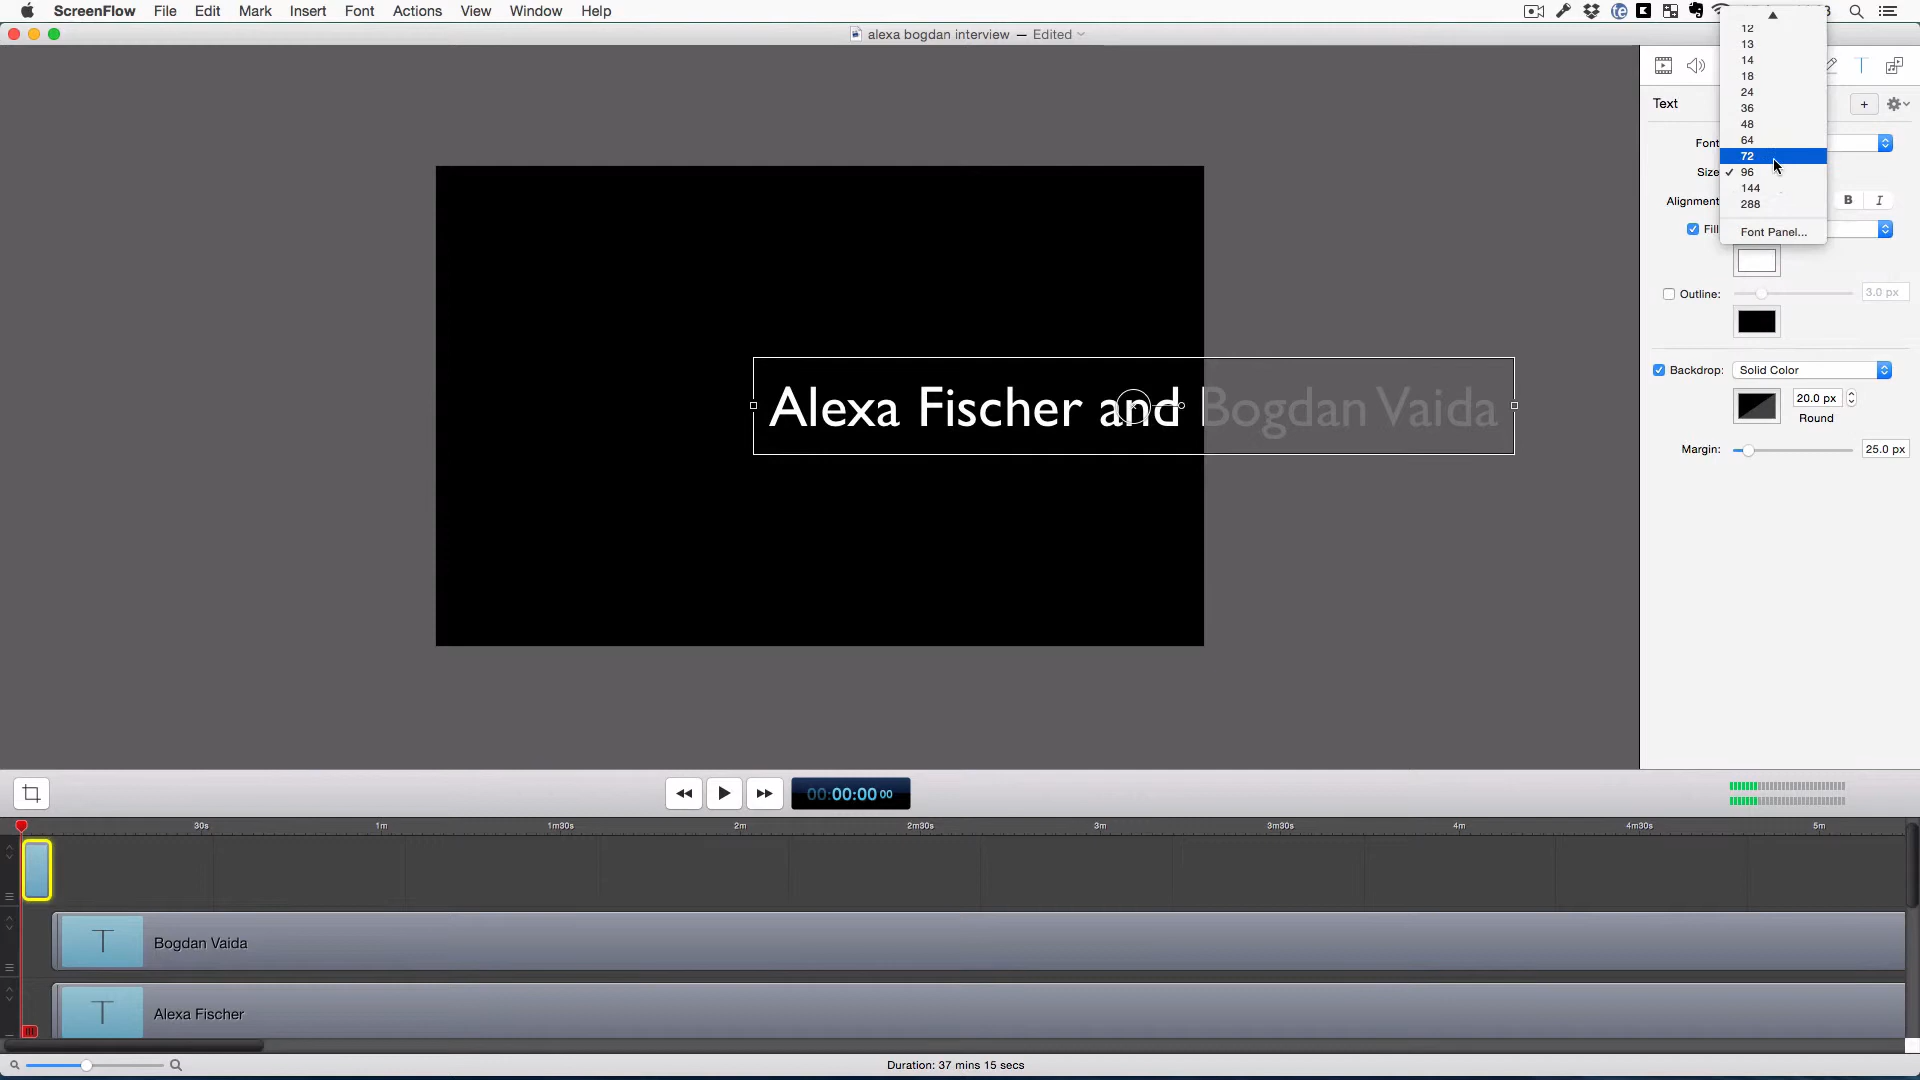 ScreenFlow File Edit Mark Insert Font Actions View Window Help
alexa bogdan interview — Edited
12
13
14
18
24
36
48
64
72
✓ 96
144
288
Font Panel...
Text
Font
Size
Alignment
B I
Fill
Outline: 3.0 px
Backdrop: Solid Color
20.0 px
Round
Margin: 25.0 px
Alexa Fischer and Bogdan Vaida
00:00:00 00
30s 1m 1m30s 2m 2m30s 3m 3m30s 4m 4m30s 5m
T Bogdan Vaida
T Alexa Fischer
Duration: 37 mins 15 secs